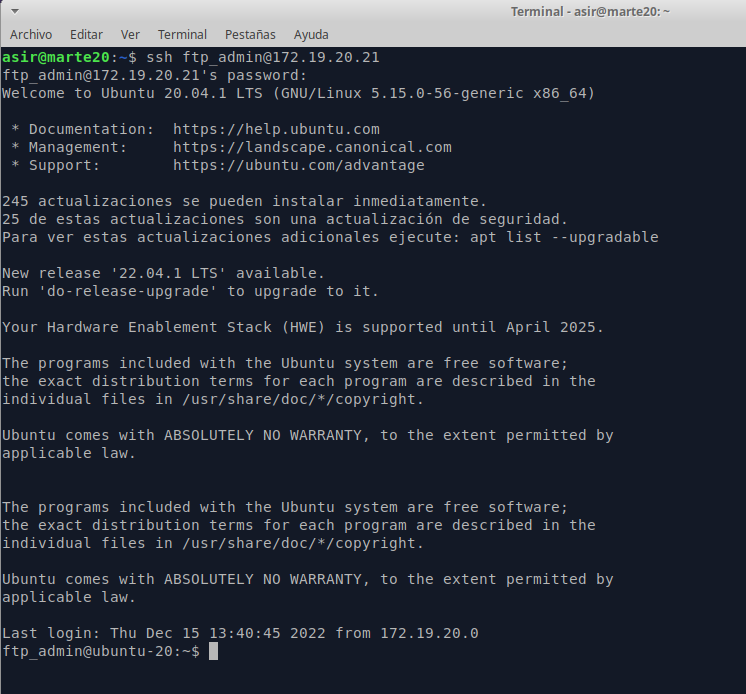 Terminal - asir@marte20: ~
Archivo Editar Ver Terminal Pestañas Ayuda
asir@marte20:~$ ssh ftp_admin@172.19.20.21
ftp_admin@172.19.20.21's password:
Welcome to Ubuntu 20.04.1 LTS (GNU/Linux 5.15.0-56-generic x86_64)
* Documentation:  https://help.ubuntu.com
* Management:     https://landscape.canonical.com
* Support:        https://ubuntu.com/advantage
245 actualizaciones se pueden instalar inmediatamente.
25 de estas actualizaciones son una actualización de seguridad.
Para ver estas actualizaciones adicionales ejecute: apt list --upgradable
New release '22.04.1 LTS' available.
Run 'do-release-upgrade' to upgrade to it.
Your Hardware Enablement Stack (HWE) is supported until April 2025.
The programs included with the Ubuntu system are free software;
the exact distribution terms for each program are described in the
individual files in /usr/share/doc/*/copyright.
Ubuntu comes with ABSOLUTELY NO WARRANTY, to the extent permitted by
applicable law.
The programs included with the Ubuntu system are free software;
the exact distribution terms for each program are described in the
individual files in /usr/share/doc/*/copyright.
Ubuntu comes with ABSOLUTELY NO WARRANTY, to the extent permitted by
applicable law.
Last login: Thu Dec 15 13:40:45 2022 from 172.19.20.0
ftp_admin@ubuntu-20:~$